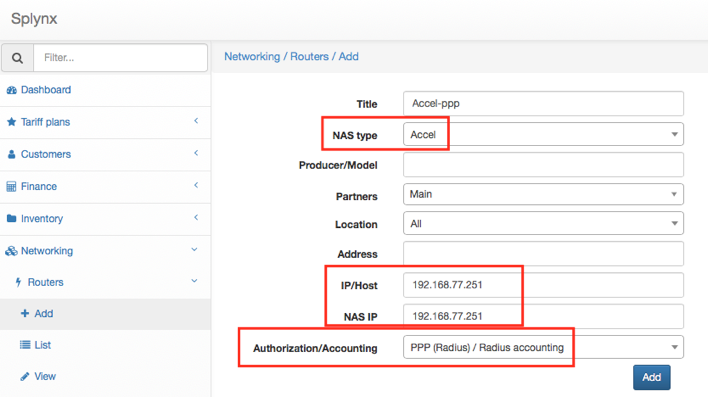 Splynx
Filter...
Dashboard
Tariff plans
Customers
Finance
Inventory
Networking
Routers
Add
List
View
Networking / Routers / Add
Title Accel-ppp
NAS type Accel
Producer/Model
Partners Main
Location All
Address
IP/Host 192.168.77.251
NAS IP 192.168.77.251
Authorization/Accounting PPP (Radius) / Radius accounting
Add